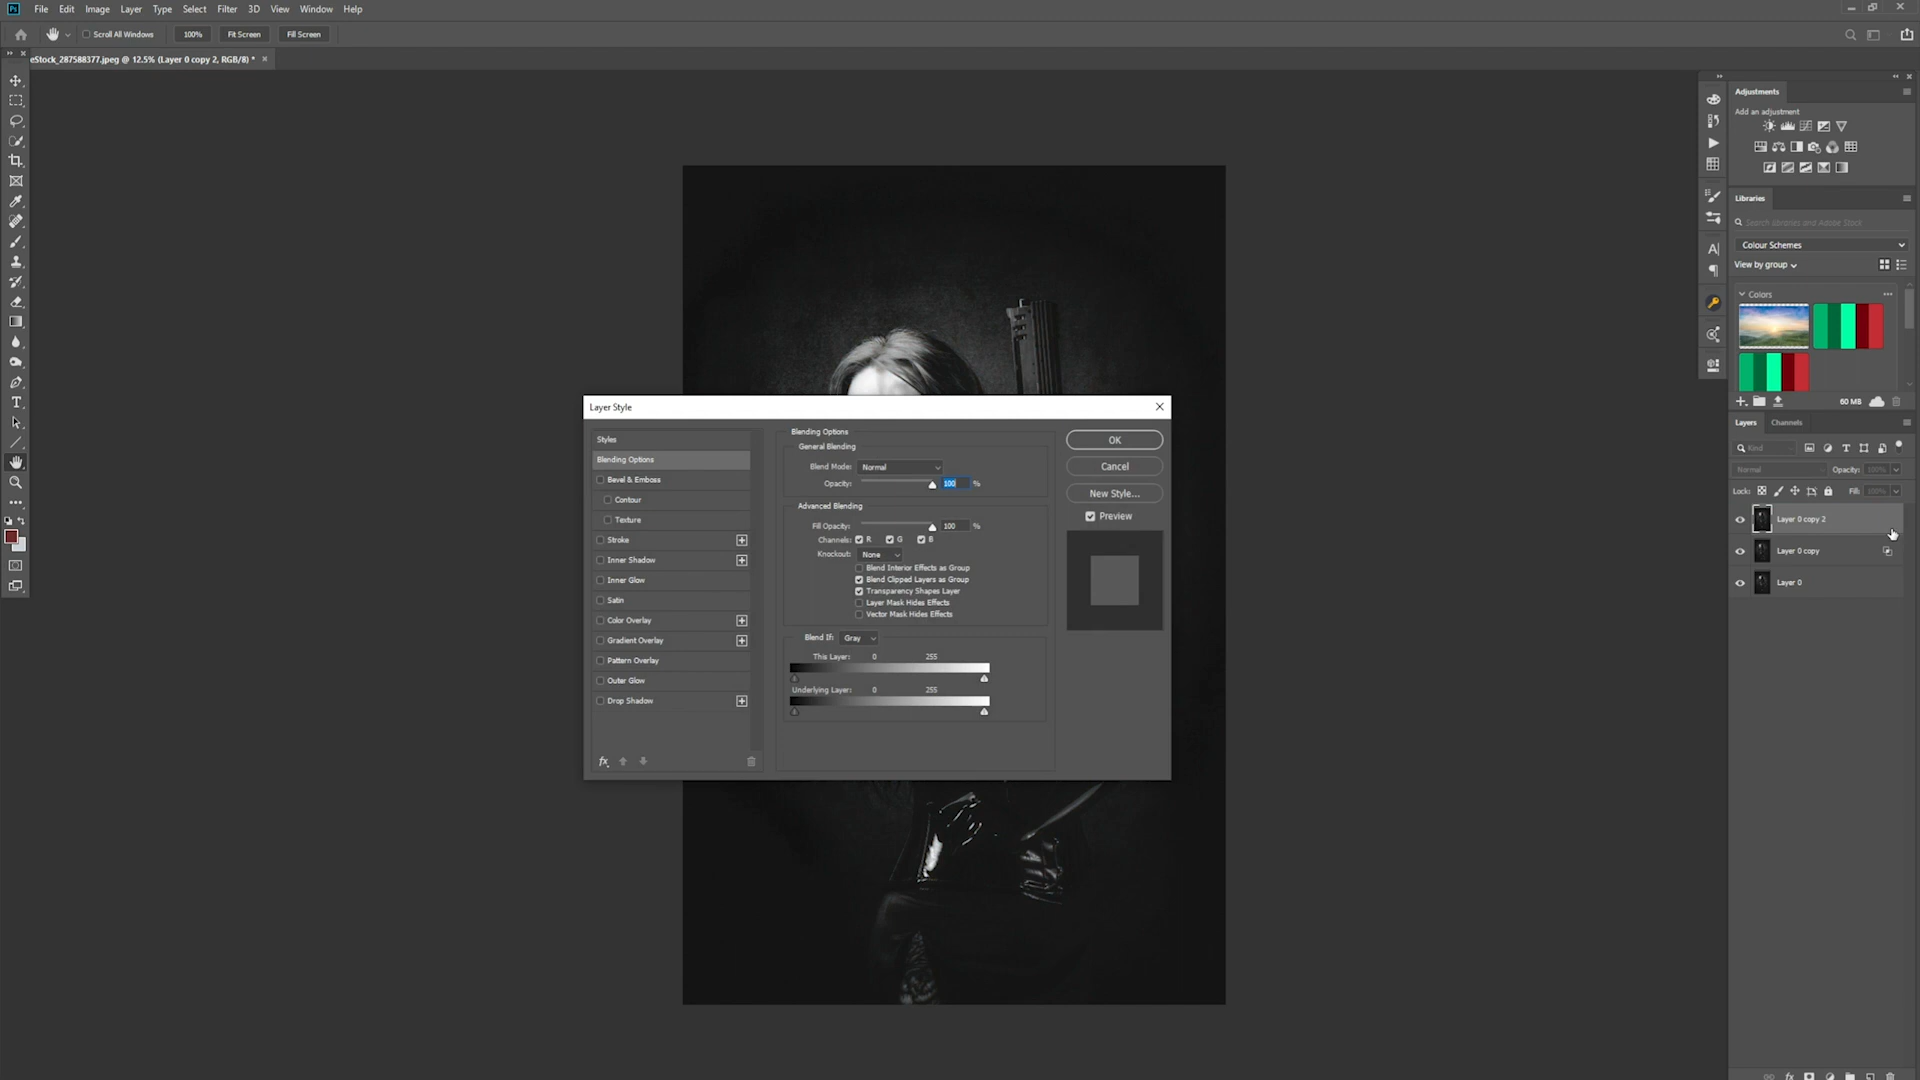 Ps File Edit Image Layer Type Select Filter 3D View Window Help
Scroll All Windows 100% Fit Screen Fill Screen
eStock_287588377.jpeg @ 12.5% (Layer 0 copy 2, RGB/8) *
Layer Style
Styles
Blending Options
Bevel & Emboss
Contour
Texture
Stroke
Inner Shadow
Inner Glow
Satin
Color Overlay
Gradient Overlay
Pattern Overlay
Outer Glow
Drop Shadow
fx
Blending Options
General Blending
Blend Mode: Normal
Opacity: 100 %
Advanced Blending
Fill Opacity: 100 %
Channels: R G B
Knockout: None
Blend Interior Effects as Group
Blend Clipped Layers as Group
Transparency Shapes Layer
Layer Mask Hides Effects
Vector Mask Hides Effects
Blend If: Gray
This Layer: 0 255
Underlying Layer: 0 255
OK
Cancel
New Style...
Preview
Adjustments
Add an adjustment
Libraries
Search libraries and Adobe Stock
Colour Schemes
View by group
Colors
60 MB
Layers Channels
Kind
Normal Opacity: 100%
Lock: Fill: 100%
Layer 0 copy 2
Layer 0 copy
Layer 0
fx